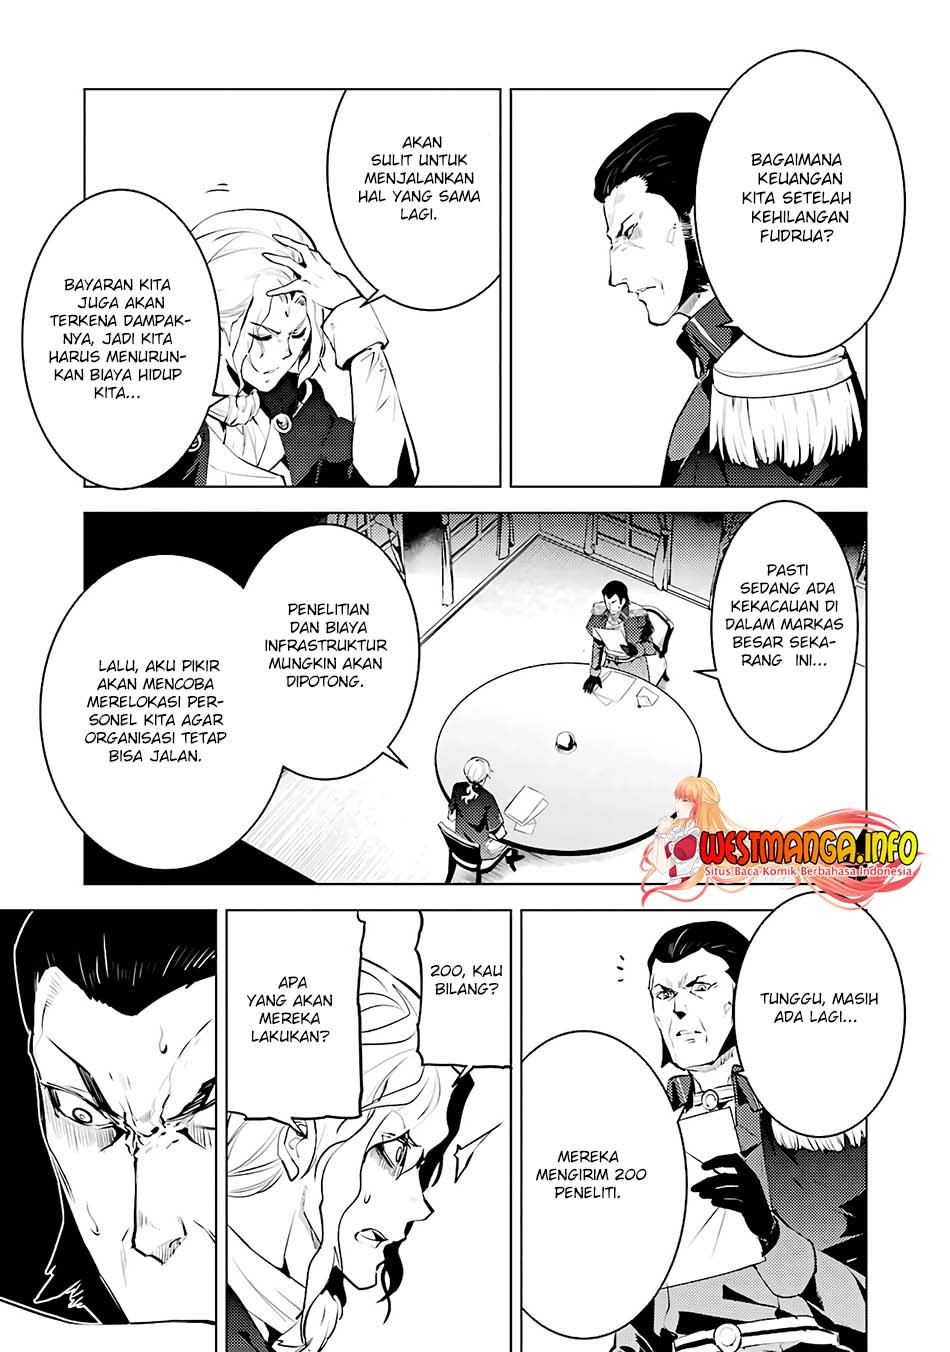 BAGAIMANA
KEUANGAN
KITA SETELAH
KEHILANGAN
FUDRUA?
AKAN
SULIT UNTUK
MENJALANKAN
HAL YANG SAMA
LAGI.
BAYARAN KITA
JUGA AKAN
TERKENA DAMPAK-
NYA, JADI KITA
HARUS MENURUN-
KAN BIAYA HIDUP
KITA...
PASTI
SEDANG ADA
KEKACAUAN DI
DALAM MARKAS
BESAR SEKA-
RANG INI...
PENELITIAN
DAN BIAYA
INFRASTRUKTUR
MUNGKIN AKAN
DIPOTONG.
LALU, AKU PIKIR
AKAN MENCOBA
MERELOKASI PER-
SONEL KITA AGAR
ORGANISASI TETAP
BISA JALAN.
WESTMANGA.INFO
Situs Baca Komik Berbahasa Indonesia
TUNGGU, MASIH
ADA LAGI...
MEREKA
MENGIRIM 200
PENELITI.
200, KAU
BILANG?
APA
YANG AKAN
MEREKA
LAKUKAN?